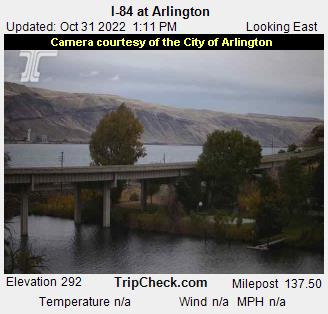 I-84 at Arlington
Updated: Oct 31 2022 1:11 PM Looking East
Camera courtesy of the City of Arlington
Elevation 292 TripCheck.com Milepost 137.50
Temperature n/a Wind n/a MPH n/a